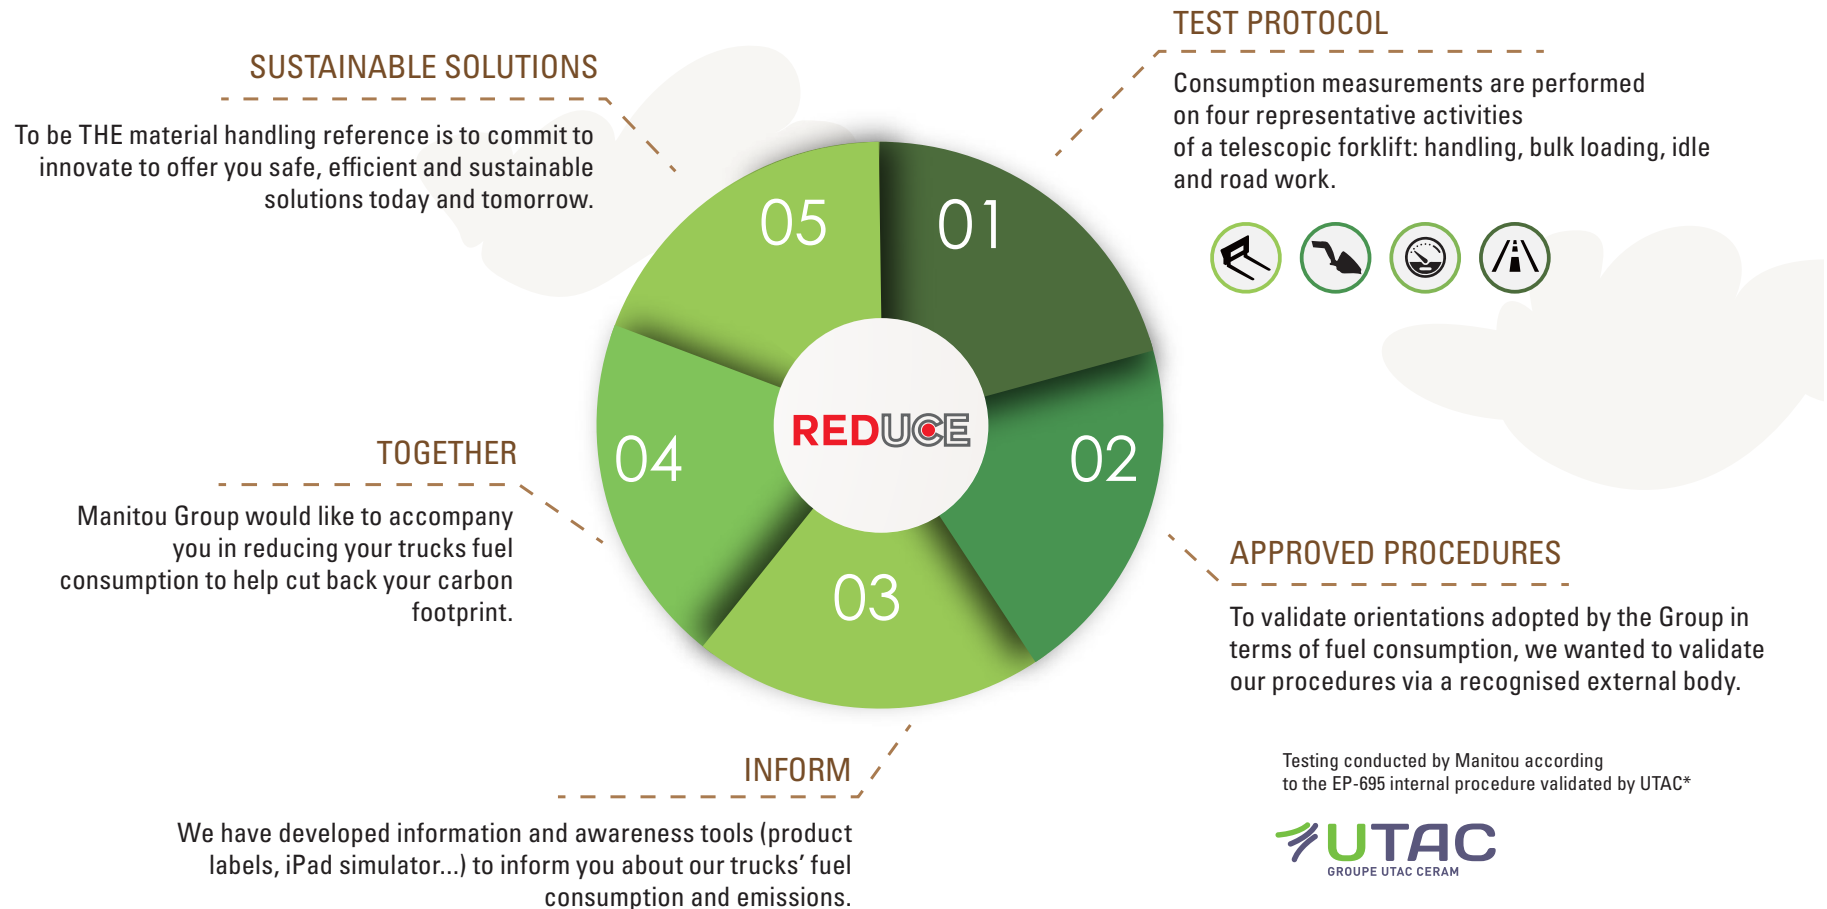 TEST PROTOCOL
Consumption measurements are performed
on four representative activities
of a telescopic forklift: handling, bulk loading, idle
and road work.
SUSTAINABLE SOLUTIONS
To be THE material handling reference is to commit to
innovate to offer you safe, efficient and sustainable
solutions today and tomorrow.
05
01
REDUCE
04
02
03
TOGETHER
Manitou Group would like to accompany
you in reducing your trucks fuel
consumption to help cut back your carbon
footprint.
APPROVED PROCEDURES
To validate orientations adopted by the Group in
terms of fuel consumption, we wanted to validate
our procedures via a recognised external body.
Testing conducted by Manitou according
to the EP-695 internal procedure validated by UTAC*
UTAC
GROUPE UTAC CERAM
INFORM
We have developed information and awareness tools (product
labels, iPad simulator...) to inform you about our trucks’ fuel
consumption and emissions.